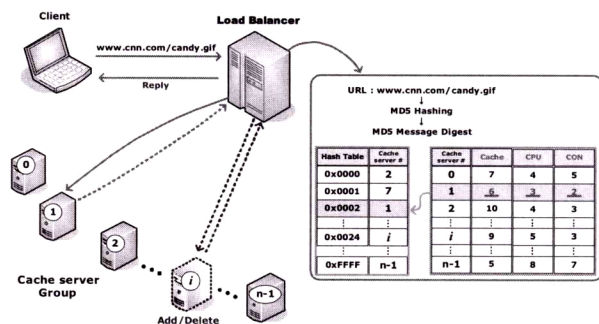 Client
Load Balancer
www.cnn.com/candy.gif
Reply
URL : www.cnn.com/candy.gif
↓
MD5 Hashing
↓
MD5 Message Digest
Hash Table Cache server #
0x0000 2
0x0001 7
0x0002 1
⋮ ⋮
0x0024 i
⋮ ⋮
0xFFFF n-1
Cache server # Cache CPU CON
0 7 4 5
1 6 3 2
2 10 4 3
⋮ ⋮ ⋮ ⋮
i 9 5 3
⋮ ⋮ ⋮ ⋮
n-1 5 8 7
0
1
2
i
n-1
Cache server
Group
Add/Delete